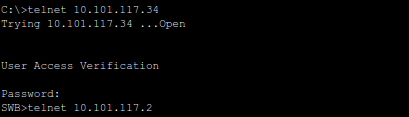 C:\>telnet 10.101.117.34
Trying 10.101.117.34 ...Open
User Access Verification
Password:
SWB>telnet 10.101.117.2